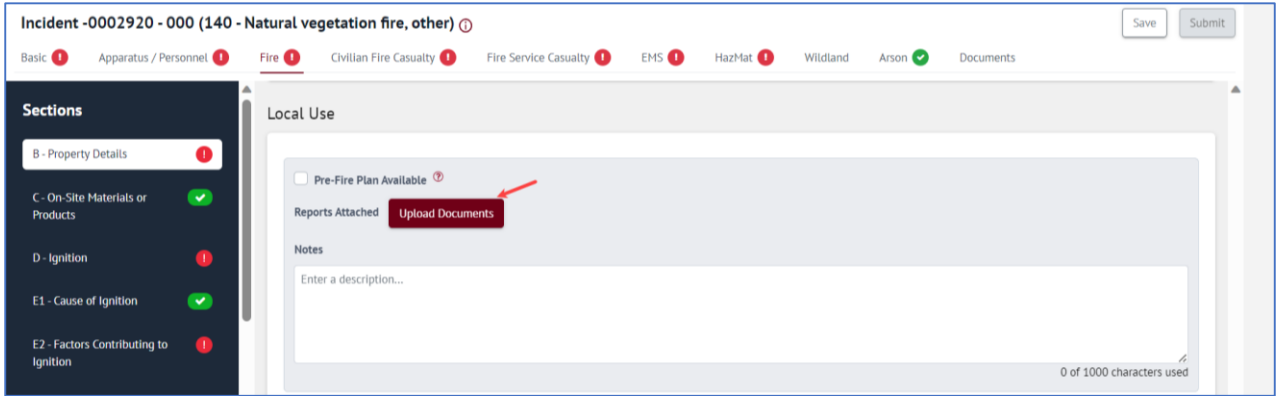 Incident -0002920 - 000 (140 - Natural vegetation fire, other)
Save
Submit
Basic
Apparatus / Personnel
Fire
Civilian Fire Casualty
Fire Service Casualty
EMS
HazMat
Wildland
Arson
Documents
Sections
B - Property Details
C - On-Site Materials or
Products
D - Ignition
E1 - Cause of Ignition
E2 - Factors Contributing to
Ignition
Local Use
Pre-Fire Plan Available
Reports Attached
Upload Documents
Notes
Enter a description...
0 of 1000 characters used